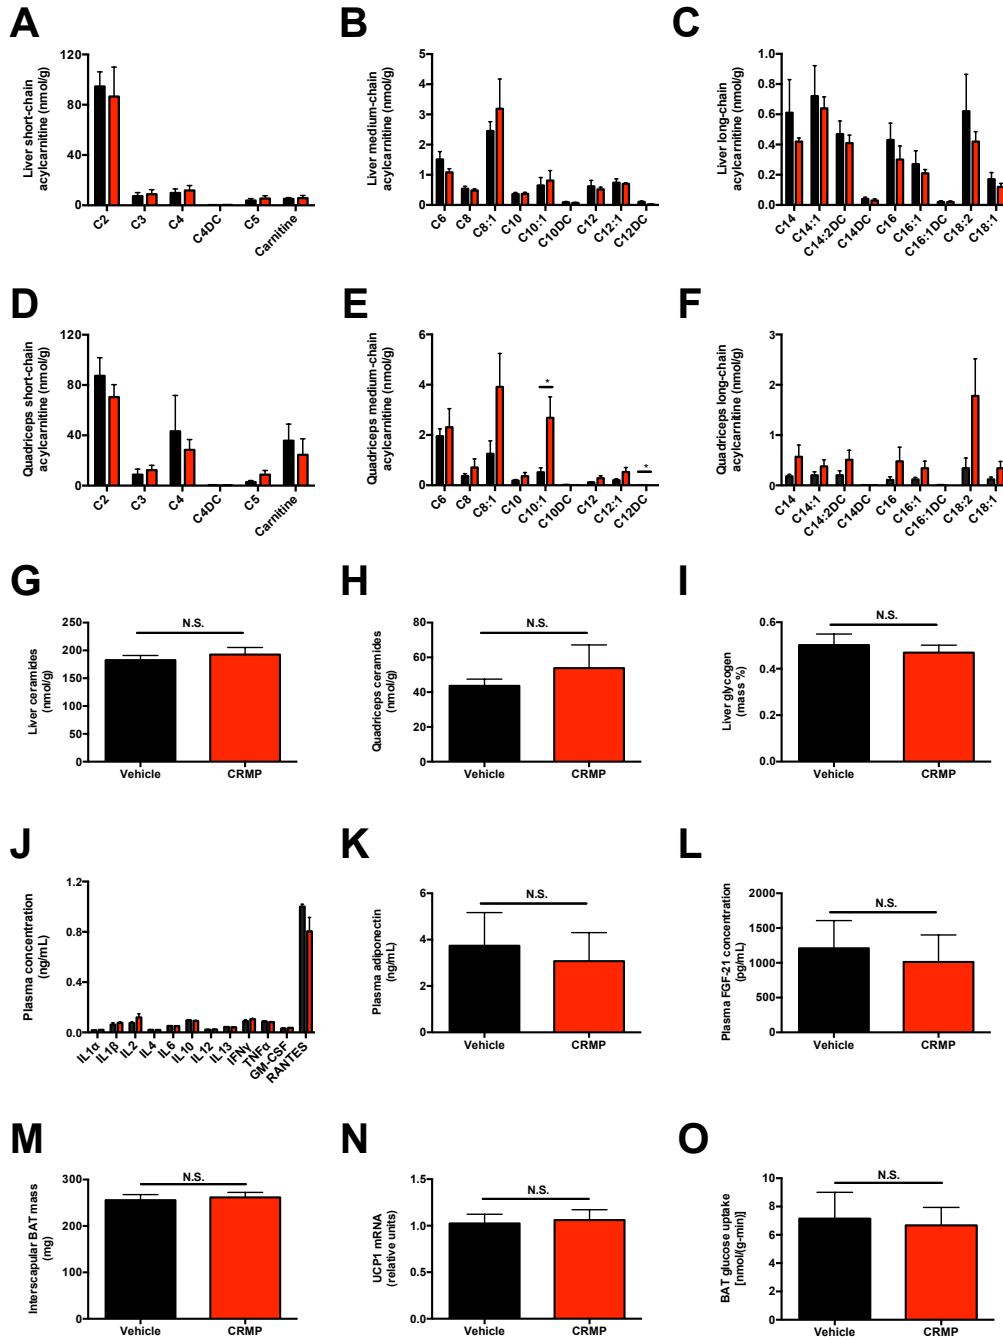 A
Liver short-chain
acylcarnitine (nmol/g)
120
80
40
0
C2
C3
C4
C4DC
C5
Carnitine
B
Liver medium-chain
acylcarnitine (nmol/g)
5
4
3
2
1
0
C6
C8
C8:1
C10
C10:1
C10DC
C12
C12:1
C12DC
C
Liver long-chain
acylcarnitine (nmol/g)
1.0
0.8
0.6
0.4
0.2
0.0
C14
C14:1
C14:2DC
C14DC
C16
C16:1
C16:1DC
C18:2
C18:1
D
Quadriceps short-chain
acylcarnitine (nmol/g)
120
80
40
0
C2
C3
C4
C4DC
C5
Carnitine
E
Quadriceps medium-chain
acylcarnitine (nmol/g)
6
4
2
0
*
*
C6
C8
C8:1
C10
C10:1
C10DC
C12
C12:1
C12DC
F
Quadriceps long-chain
acylcarnitine (nmol/g)
3
2
1
0
C14
C14:1
C14:2DC
C14DC
C16
C16:1
C16:1DC
C18:2
C18:1
G
Liver ceramides
(nmol/g)
250
200
150
100
50
0
N.S.
Vehicle
CRMP
H
Quadriceps ceramides
(nmol/g)
80
60
40
20
0
N.S.
Vehicle
CRMP
I
Liver glycogen
(mass %)
0.6
0.4
0.2
0.0
N.S.
Vehicle
CRMP
J
Plasma concentration
(ng/mL)
1.2
0.8
0.4
0.0
IL1α
IL1β
IL2
IL4
IL6
IL10
IL12
IL13
IFNγ
TNFα
GM-CSF
RANTES
K
Plasma adiponectin
(ng/mL)
6
4
2
0
N.S.
Vehicle
CRMP
L
Plasma FGF-21 concentration
(pg/mL)
2000
1500
1000
500
0
N.S.
Vehicle
CRMP
M
Interscapular BAT mass
(mg)
300
200
100
0
N.S.
Vehicle
CRMP
N
UCP1 mRNA
(relative units)
1.5
1.0
0.5
0.0
N.S.
Vehicle
CRMP
O
BAT glucose uptake
[nmol/(g-min)]
10
8
6
4
2
0
N.S.
Vehicle
CRMP